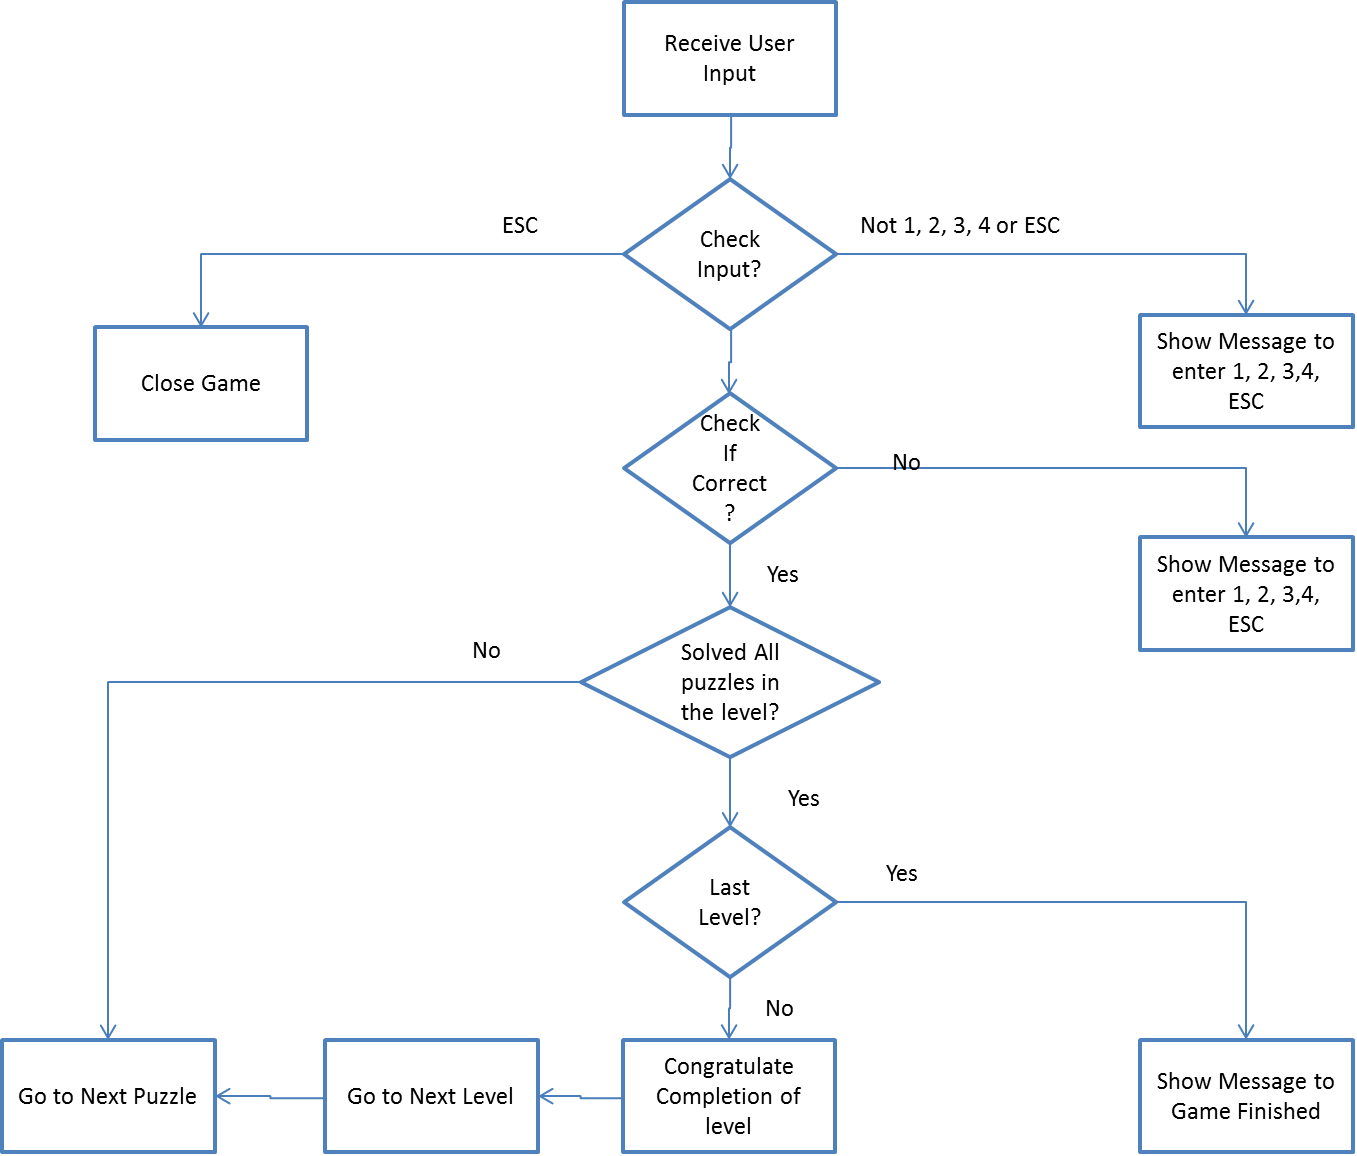 Receive User
Input
ESC
Not 1, 2, 3, 4 or ESC
Check
Input?
Close Game
Show Message to
enter 1, 2, 3,4,
ESC
Check
If
Correct
?
No
Yes
Show Message to
enter 1, 2, 3,4,
ESC
No
Solved All
puzzles in
the level?
Yes
Last
Level?
Yes
No
Go to Next Puzzle
Go to Next Level
Congratulate
Completion of
level
Show Message to
Game Finished